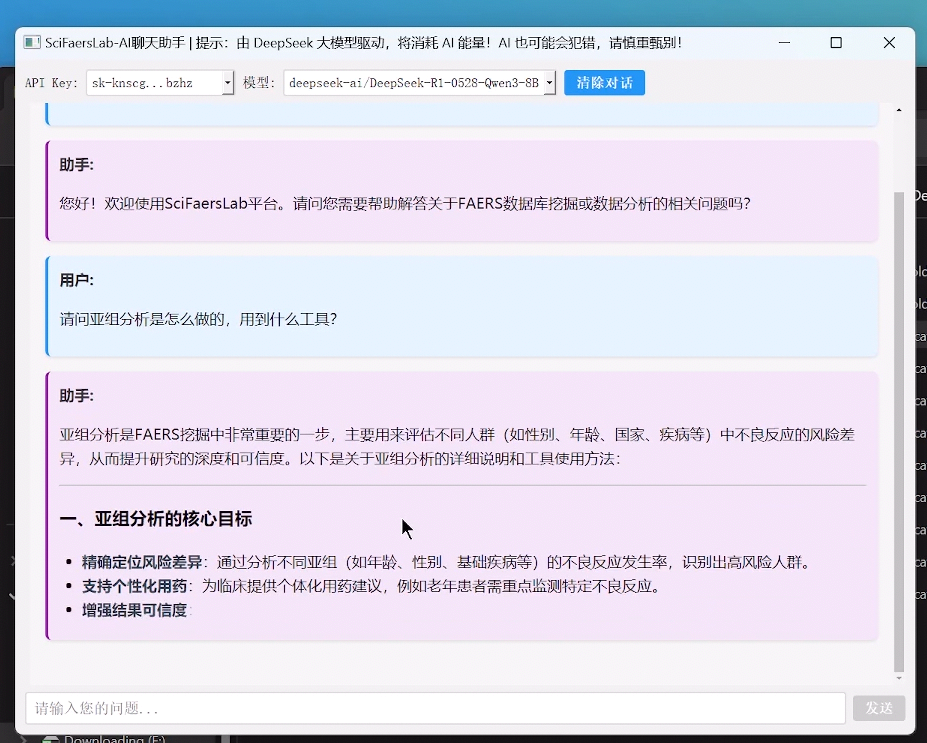 SciFaersLab-AI聊天助手 | 提示：由 DeepSeek 大模型驱动，将消耗 AI 能量！AI 也可能会犯错，请慎重甄别！
API Key: sk-knscg...bzhz 模型: deepseek-ai/DeepSeek-R1-0528-Qwen3-8B 清除对话
助手:
您好！欢迎使用SciFaersLab平台。请问您需要帮助解答关于FAERS数据库挖掘或数据分析的相关问题吗？
用户:
请问亚组分析是怎么做的，用到什么工具？
助手:
亚组分析是FAERS挖掘中非常重要的一步，主要用来评估不同人群（如性别、年龄、国家、疾病等）中不良反应的风险差
异，从而提升研究的深度和可信度。以下是关于亚组分析的详细说明和工具使用方法：
一、亚组分析的核心目标
• 精确定位风险差异：通过分析不同亚组（如年龄、性别、基础疾病等）的不良反应发生率，识别出高风险人群。
• 支持个性化用药：为临床提供个体化用药建议，例如老年患者需重点监测特定不良反应。
• 增强结果可信度
请输入您的问题... 发送
Downloading (F:)